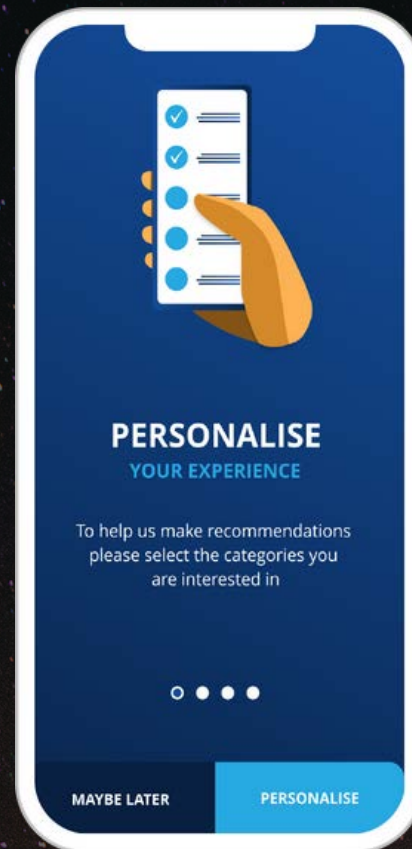 PERSONALISE
YOUR EXPERIENCE
To help us make recommendations
please select the categories you
are interested in
MAYBE LATER
PERSONALISE